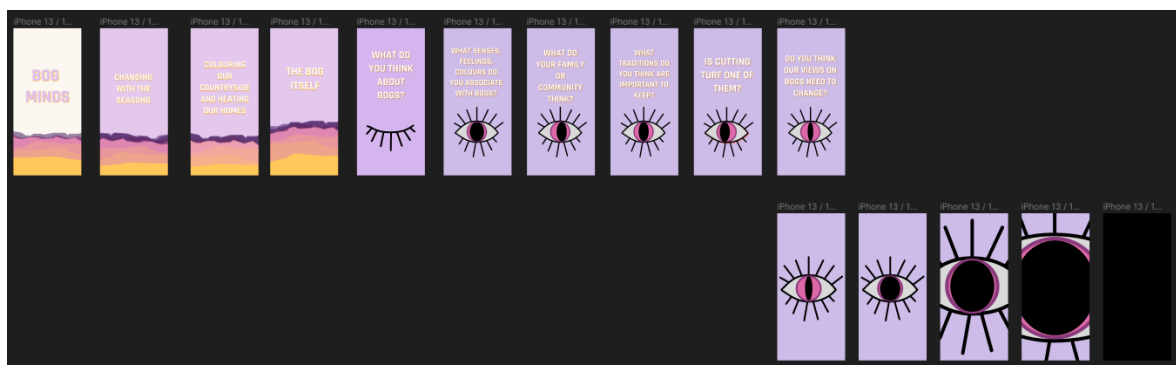 iPhone 13 / 1...
iPhone 13 / 1...
iPhone 13 / 1...
iPhone 13 / 1...
iPhone 13 / 1...
iPhone 13 / 1...
iPhone 13 / 1...
iPhone 13 / 1...
iPhone 13 / 1...
iPhone 13 / 1...
BOG
MINDS
CHANGING
WITH THE
SEASONS
COLOURING
OUR
COUNTRYSIDE
AND HEATING
OUR HOMES
THE BOG
ITSELF
WHAT DO
YOU THINK
ABOUT
BOGS?
WHAT SENSES,
FEELINGS,
COLOURS DO
YOU ASSOCIATE
WITH BOGS?
WHAT DO
YOUR FAMILY
OR
COMMUNITY
THINK?
WHAT
TRADITIONS DO
YOU THINK ARE
IMPORTANT TO
KEEP?
IS CUTTING
TURF ONE OF
THEM?
DO YOU THINK
OUR VIEWS ON
BOGS NEED TO
CHANGE?
iPhone 13 / 1...
iPhone 13 / 1...
iPhone 13 / 1...
iPhone 13 / 1...
iPhone 13 / 1...